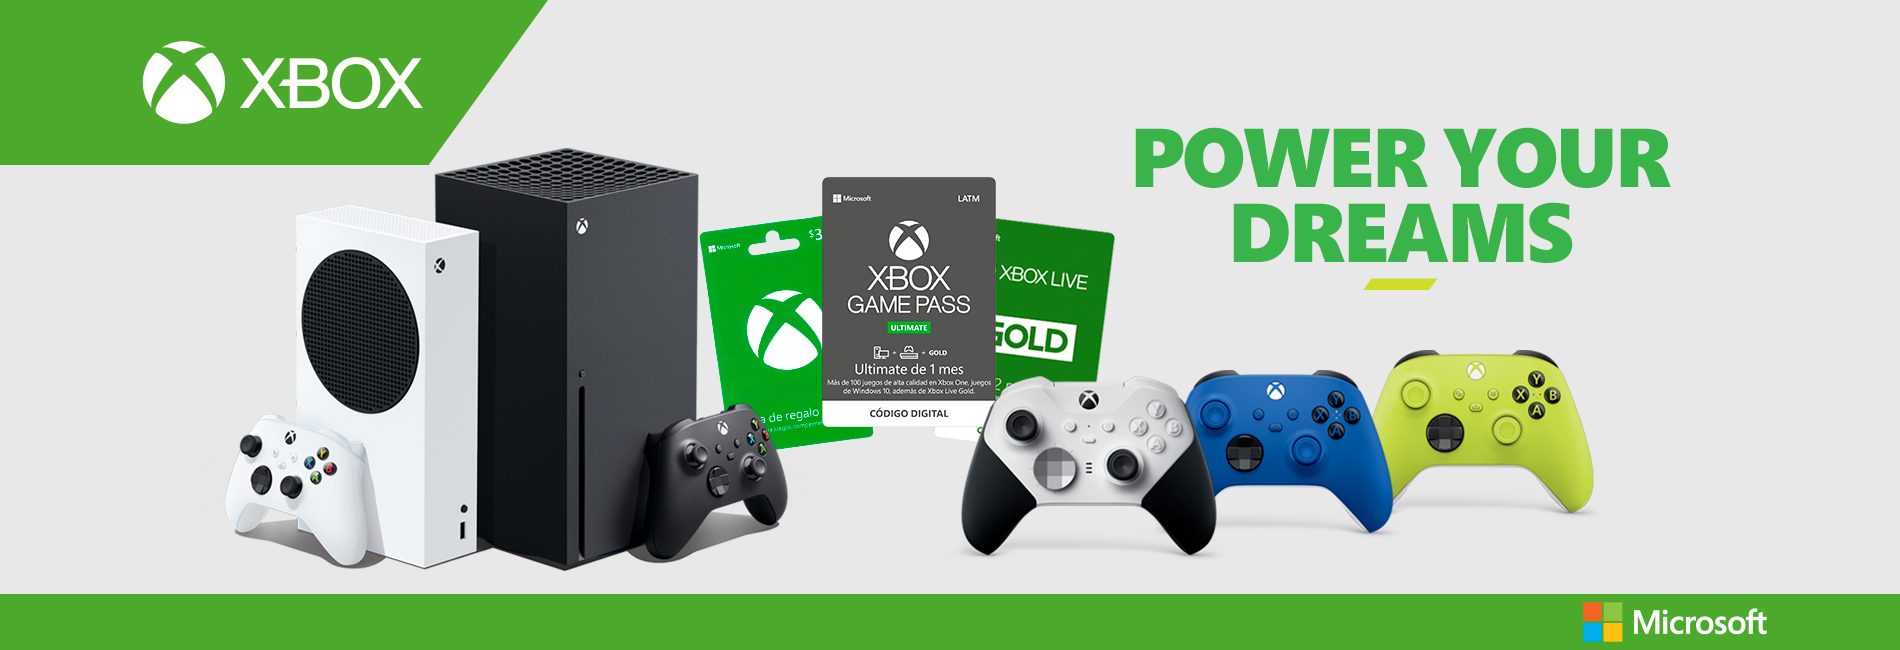 XBOX
POWER YOUR
DREAMS
Microsoft
Microsoft
LATM
XBOX
GAME PASS
ULTIMATE
+ + GOLD
Ultimate de 1 mes
Más de 100 juegos de alta calidad en Xbox One, juegos
de Windows 10, además de Xbox Live Gold.
CÓDIGO DIGITAL
$3
de regalo
XBOX LIVE
GOLD
X Y B A
X Y B A
Y
X B
A
Microsoft